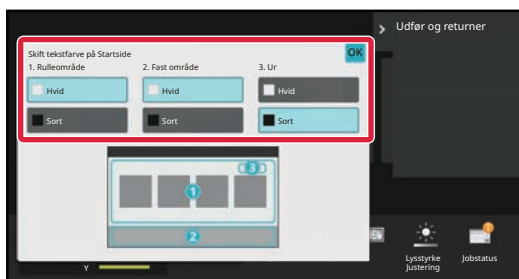 Udfør og returner
OK
Skift tekstfarve på Startside
1. Rulleområde
2. Fast område
3. Ur
Hvid
Hvid
Hvid
Sort
Sort
Sort
3
1
2
Y
Lysstyrke
Justering
Jobstatus